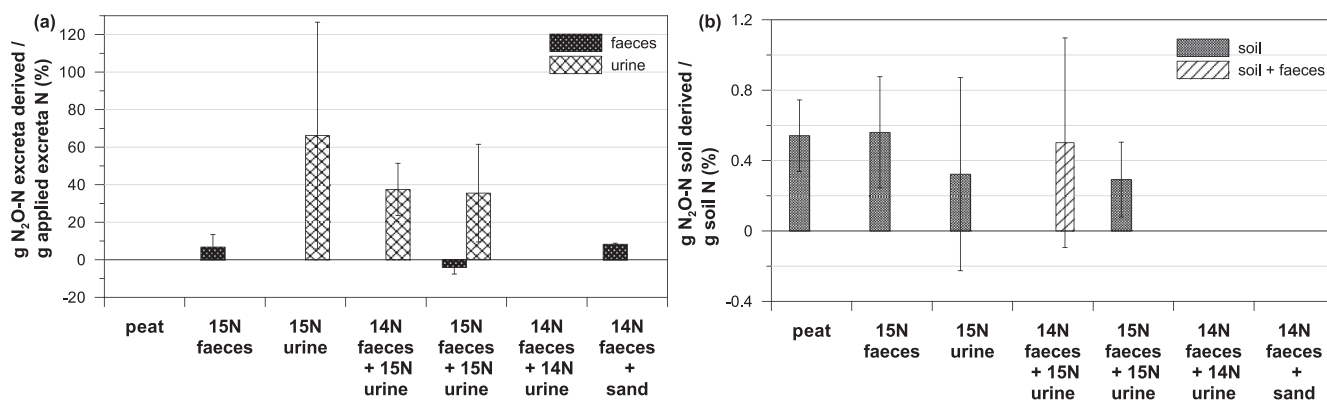 (a)
g N₂O-N excreta derived /
g applied excreta N (%)
120
100
80
60
40
20
0
-20
faeces
urine
peat
15N
faeces
15N
urine
14N
faeces
+ 15N
urine
15N
faeces
+ 15N
urine
14N
faeces
+ 14N
urine
14N
faeces
+
sand
(b)
g N₂O-N soil derived /
g soil N (%)
1.2
0.8
0.4
0
-0.4
soil
soil + faeces
peat
15N
faeces
15N
urine
14N
faeces
+ 15N
urine
15N
faeces
+ 15N
urine
14N
faeces
+ 14N
urine
14N
faeces
+
sand